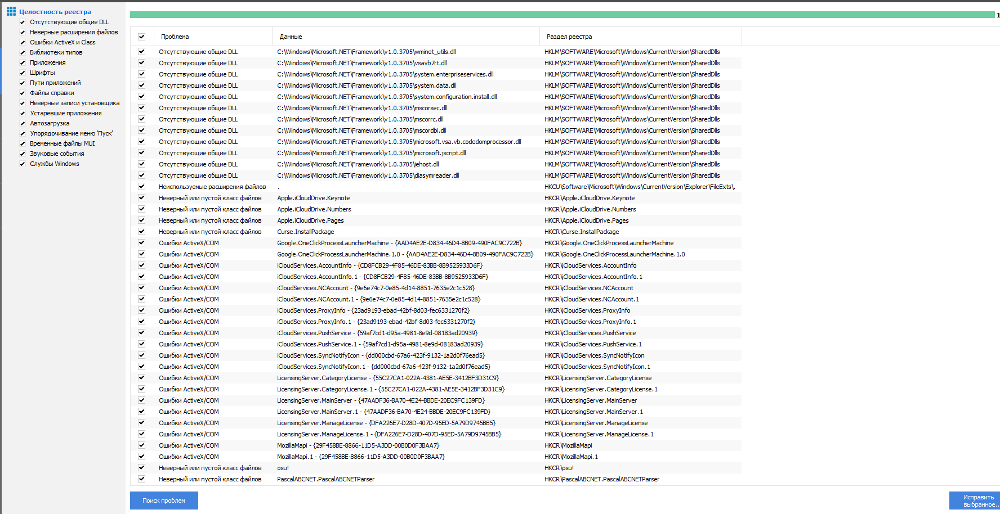 Целостность реестра
Отсутствующие общие DLL
Неверные расширения файлов
Ошибки ActiveX и Class
Библиотеки типов
Приложения
Шрифты
Пути приложений
Файлы справки
Неверные записи установщика
Устаревшие приложения
Автозагрузка
Упорядочивание меню 'Пуск'
Временные файлы MUI
Звуковые события
Службы Windows
1
Проблема Данные Раздел реестра
Отсутствующие общие DLL C:\Windows\Microsoft.NET\Framework\v1.0.3705\wminet_utils.dll HKLM\SOFTWARE\Microsoft\Windows\CurrentVersion\SharedDlls
Отсутствующие общие DLL C:\Windows\Microsoft.NET\Framework\v1.0.3705\vsavb7rt.dll HKLM\SOFTWARE\Microsoft\Windows\CurrentVersion\SharedDlls
Отсутствующие общие DLL C:\Windows\Microsoft.NET\Framework\v1.0.3705\system.enterpriseservices.dll HKLM\SOFTWARE\Microsoft\Windows\CurrentVersion\SharedDlls
Отсутствующие общие DLL C:\Windows\Microsoft.NET\Framework\v1.0.3705\system.data.dll HKLM\SOFTWARE\Microsoft\Windows\CurrentVersion\SharedDlls
Отсутствующие общие DLL C:\Windows\Microsoft.NET\Framework\v1.0.3705\system.configuration.install.dll HKLM\SOFTWARE\Microsoft\Windows\CurrentVersion\SharedDlls
Отсутствующие общие DLL C:\Windows\Microsoft.NET\Framework\v1.0.3705\mscorsec.dll HKLM\SOFTWARE\Microsoft\Windows\CurrentVersion\SharedDlls
Отсутствующие общие DLL C:\Windows\Microsoft.NET\Framework\v1.0.3705\mscorrc.dll HKLM\SOFTWARE\Microsoft\Windows\CurrentVersion\SharedDlls
Отсутствующие общие DLL C:\Windows\Microsoft.NET\Framework\v1.0.3705\mscordbi.dll HKLM\SOFTWARE\Microsoft\Windows\CurrentVersion\SharedDlls
Отсутствующие общие DLL C:\Windows\Microsoft.NET\Framework\v1.0.3705\microsoft.vsa.vb.codedomprocessor.dll HKLM\SOFTWARE\Microsoft\Windows\CurrentVersion\SharedDlls
Отсутствующие общие DLL C:\Windows\Microsoft.NET\Framework\v1.0.3705\microsoft.jscript.dll HKLM\SOFTWARE\Microsoft\Windows\CurrentVersion\SharedDlls
Отсутствующие общие DLL C:\Windows\Microsoft.NET\Framework\v1.0.3705\iehost.dll HKLM\SOFTWARE\Microsoft\Windows\CurrentVersion\SharedDlls
Отсутствующие общие DLL C:\Windows\Microsoft.NET\Framework\v1.0.3705\diasymreader.dll HKLM\SOFTWARE\Microsoft\Windows\CurrentVersion\SharedDlls
Неиспользуемые расширения файлов . HKCU\Software\Microsoft\Windows\CurrentVersion\Explorer\FileExts\.
Неверный или пустой класс файлов Apple.iCloudDrive.Keynote HKCR\Apple.iCloudDrive.Keynote
Неверный или пустой класс файлов Apple.iCloudDrive.Numbers HKCR\Apple.iCloudDrive.Numbers
Неверный или пустой класс файлов Apple.iCloudDrive.Pages HKCR\Apple.iCloudDrive.Pages
Неверный или пустой класс файлов Curse.InstallPackage HKCR\Curse.InstallPackage
Ошибки ActiveX/COM Google.OneClickProcessLauncherMachine - {AAD4AE2E-D834-46D4-8B09-490FAC9C722B} HKCR\Google.OneClickProcessLauncherMachine
Ошибки ActiveX/COM Google.OneClickProcessLauncherMachine.1.0 - {AAD4AE2E-D834-46D4-8B09-490FAC9C722B} HKCR\Google.OneClickProcessLauncherMachine.1.0
Ошибки ActiveX/COM iCloudServices.AccountInfo - {CD8FCB29-4F85-46DE-83BB-8B9525933D6F} HKCR\iCloudServices.AccountInfo
Ошибки ActiveX/COM iCloudServices.AccountInfo.1 - {CD8FCB29-4F85-46DE-83BB-8B9525933D6F} HKCR\iCloudServices.AccountInfo.1
Ошибки ActiveX/COM iCloudServices.NCAccount - {9e6e74c7-0e85-4d14-8851-7635e2c1c528} HKCR\iCloudServices.NCAccount
Ошибки ActiveX/COM iCloudServices.NCAccount.1 - {9e6e74c7-0e85-4d14-8851-7635e2c1c528} HKCR\iCloudServices.NCAccount.1
Ошибки ActiveX/COM iCloudServices.ProxyInfo - {23ad9193-ebad-42bf-8d03-fec6331270f2} HKCR\iCloudServices.ProxyInfo
Ошибки ActiveX/COM iCloudServices.ProxyInfo.1 - {23ad9193-ebad-42bf-8d03-fec6331270f2} HKCR\iCloudServices.ProxyInfo.1
Ошибки ActiveX/COM iCloudServices.PushService - {59af7cd1-d95a-4981-8e9d-08183ad20939} HKCR\iCloudServices.PushService
Ошибки ActiveX/COM iCloudServices.PushService.1 - {59af7cd1-d95a-4981-8e9d-08183ad20939} HKCR\iCloudServices.PushService.1
Ошибки ActiveX/COM iCloudServices.SyncNotifyIcon - {dd000cbd-67a6-423f-9132-1a2d0f76ead5} HKCR\iCloudServices.SyncNotifyIcon
Ошибки ActiveX/COM iCloudServices.SyncNotifyIcon.1 - {dd000cbd-67a6-423f-9132-1a2d0f76ead5} HKCR\iCloudServices.SyncNotifyIcon.1
Ошибки ActiveX/COM LicensingServer.CategoryLicense - {55C27CA1-022A-4381-AE5E-3412BF3D31C9} HKCR\LicensingServer.CategoryLicense
Ошибки ActiveX/COM LicensingServer.CategoryLicense.1 - {55C27CA1-022A-4381-AE5E-3412BF3D31C9} HKCR\LicensingServer.CategoryLicense.1
Ошибки ActiveX/COM LicensingServer.MainServer - {47AADF36-BA70-4E24-BBDE-20EC9FC139FD} HKCR\LicensingServer.MainServer
Ошибки ActiveX/COM LicensingServer.MainServer.1 - {47AADF36-BA70-4E24-BBDE-20EC9FC139FD} HKCR\LicensingServer.MainServer.1
Ошибки ActiveX/COM LicensingServer.ManageLicense - {DFA226E7-D28D-407D-95ED-5A79D9745BB5} HKCR\LicensingServer.ManageLicense
Ошибки ActiveX/COM LicensingServer.ManageLicense.1 - {DFA226E7-D28D-407D-95ED-5A79D9745BB5} HKCR\LicensingServer.ManageLicense.1
Ошибки ActiveX/COM MozillaMapi - {29F458BE-8866-11D5-A3DD-00B0D0F3BAA7} HKCR\MozillaMapi
Ошибки ActiveX/COM MozillaMapi.1 - {29F458BE-8866-11D5-A3DD-00B0D0F3BAA7} HKCR\MozillaMapi.1
Неверный или пустой класс файлов osu! HKCR\osu!
Неверный или пустой класс файлов PascalABCNET.PascalABCNETParser HKCR\PascalABCNET.PascalABCNETParser
Поиск проблем
Исправить
выбранное..